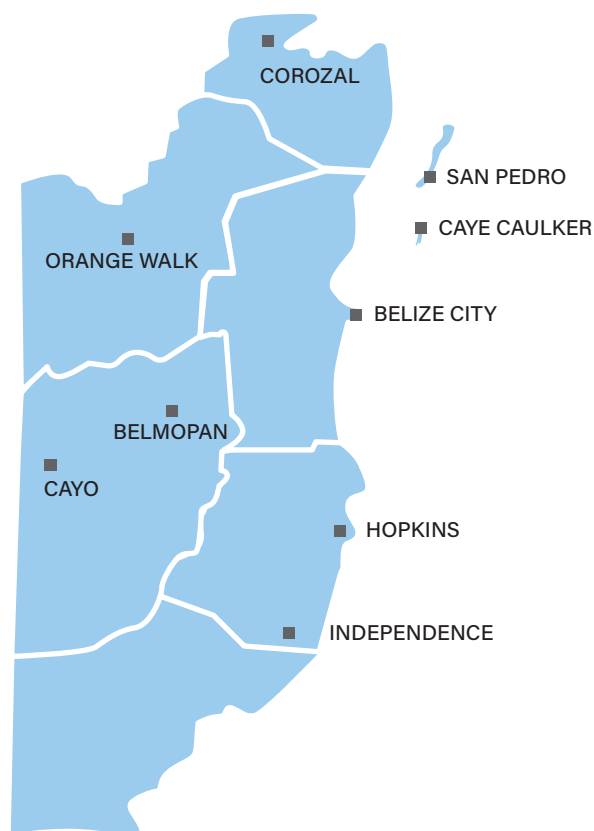 COROZAL
SAN PEDRO
CAYE CAULKER
ORANGE WALK
BELIZE CITY
BELMOPAN
CAYO
HOPKINS
INDEPENDENCE